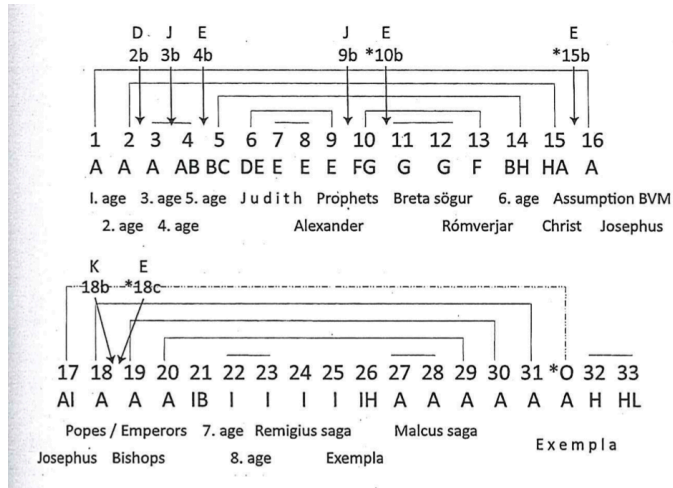 D J E J E E
2b 3b 4b 9b *10b *15b
1 2 3 4 5 6 7 8 9 10 11 12 13 14 15 16
A A A AB BC DE E E E FG G G F BH HA A
I. age 3. age 5. age Judith Prophets Breta sögur 6. age Assumption BVM
2. age 4. age Alexander Rómverjar Christ Josephus
K E
18b *18c
17 18 19 20 21 22 23 24 25 26 27 28 29 30 31 *O 32 33
AI A A A IB I I I I IH A A A A A A H HL
Popes / Emperors 7. age Remigius saga Malcus saga
Exempla
Josephus Bishops 8. age Exempla